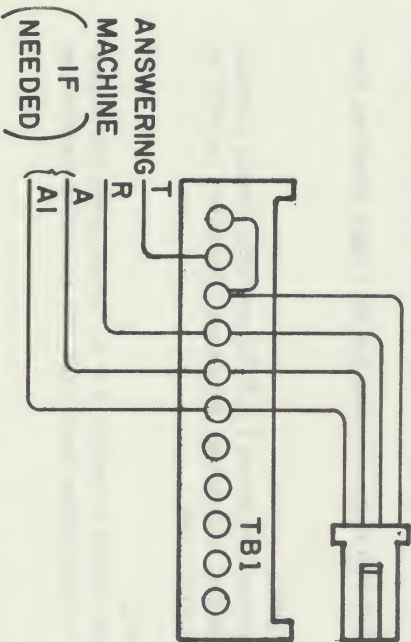 ANSWERING
MACHINE
( IF
NEEDED )
T
R
A
A1
TB1